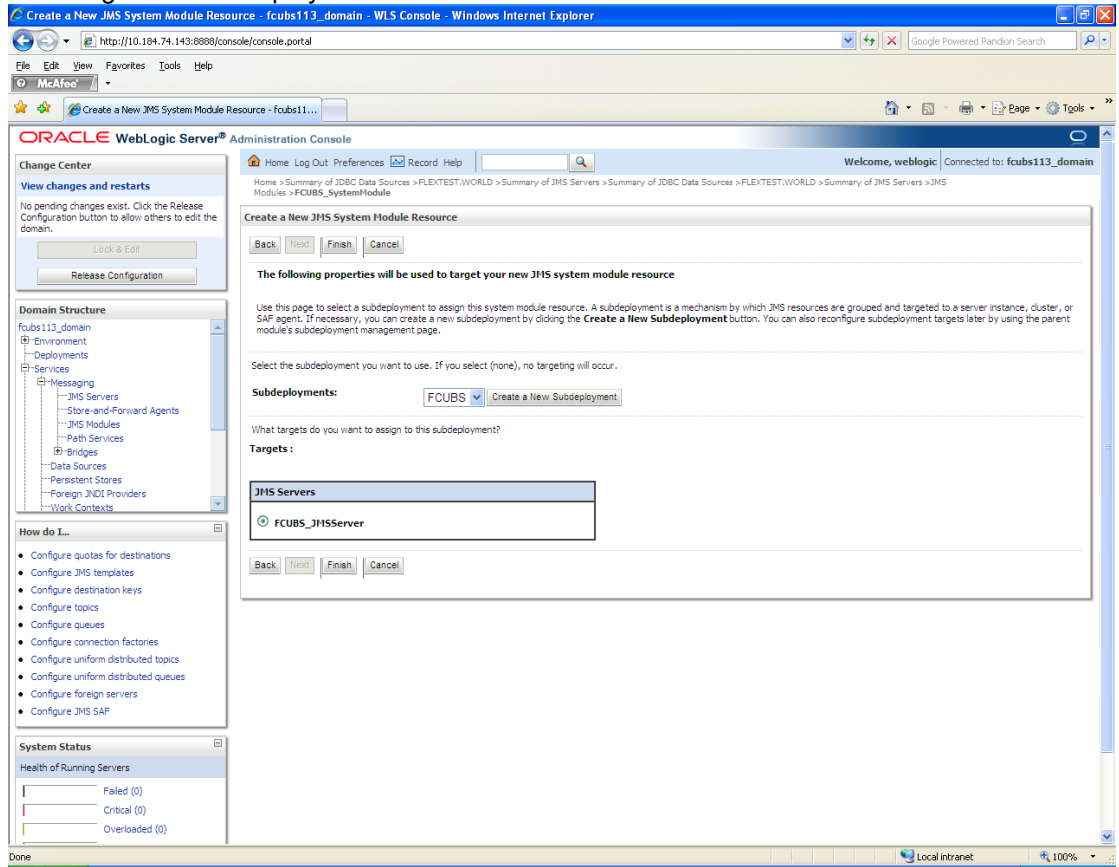 Create a New JMS System Module Resource - fcubs113_domain - WLS Console - Windows Internet Explorer
http://10.184.74.143:8888/console/console.portal
Google Powered Pandion Search
File Edit View Favorites Tools Help
McAfee
Create a New JMS System Module Resource - fcubs11...
Page Tools
ORACLE WebLogic Server® Administration Console
Change Center
View changes and restarts
No pending changes exist. Click the Release
Configuration button to allow others to edit the
domain.
Lock & Edit
Release Configuration
Domain Structure
fcubs113_domain
Environment
Deployments
Services
Messaging
JMS Servers
Store-and-Forward Agents
JMS Modules
Path Services
Bridges
Data Sources
Persistent Stores
Foreign JNDI Providers
Work Contexts
How do I...
Configure quotas for destinations
Configure JMS templates
Configure destination keys
Configure topics
Configure queues
Configure connection factories
Configure uniform distributed topics
Configure uniform distributed queues
Configure foreign servers
Configure JMS SAF
System Status
Health of Running Servers
Failed (0)
Critical (0)
Overloaded (0)
Home Log Out Preferences Record Help
Welcome, weblogic Connected to: fcubs113_domain
Home >Summary of JDBC Data Sources >FLEXTEST.WORLD >Summary of JMS Servers >Summary of JDBC Data Sources >FLEXTEST.WORLD >Summary of JMS Servers >JMS
Modules >FCUBS_SystemModule
Create a New JMS System Module Resource
Back Next Finish Cancel
The following properties will be used to target your new JMS system module resource
Use this page to select a subdeployment to assign this system module resource. A subdeployment is a mechanism by which JMS resources are grouped and targeted to a server instance, cluster, or
SAF agent. If necessary, you can create a new subdeployment by clicking the Create a New Subdeployment button. You can also reconfigure subdeployment targets later by using the parent
module's subdeployment management page.
Select the subdeployment you want to use. If you select (none), no targeting will occur.
Subdeployments: FCUBS Create a New Subdeployment
What targets do you want to assign to this subdeployment?
Targets :
JMS Servers
FCUBS_JMSServer
Back Next Finish Cancel
Done
Local intranet
100%